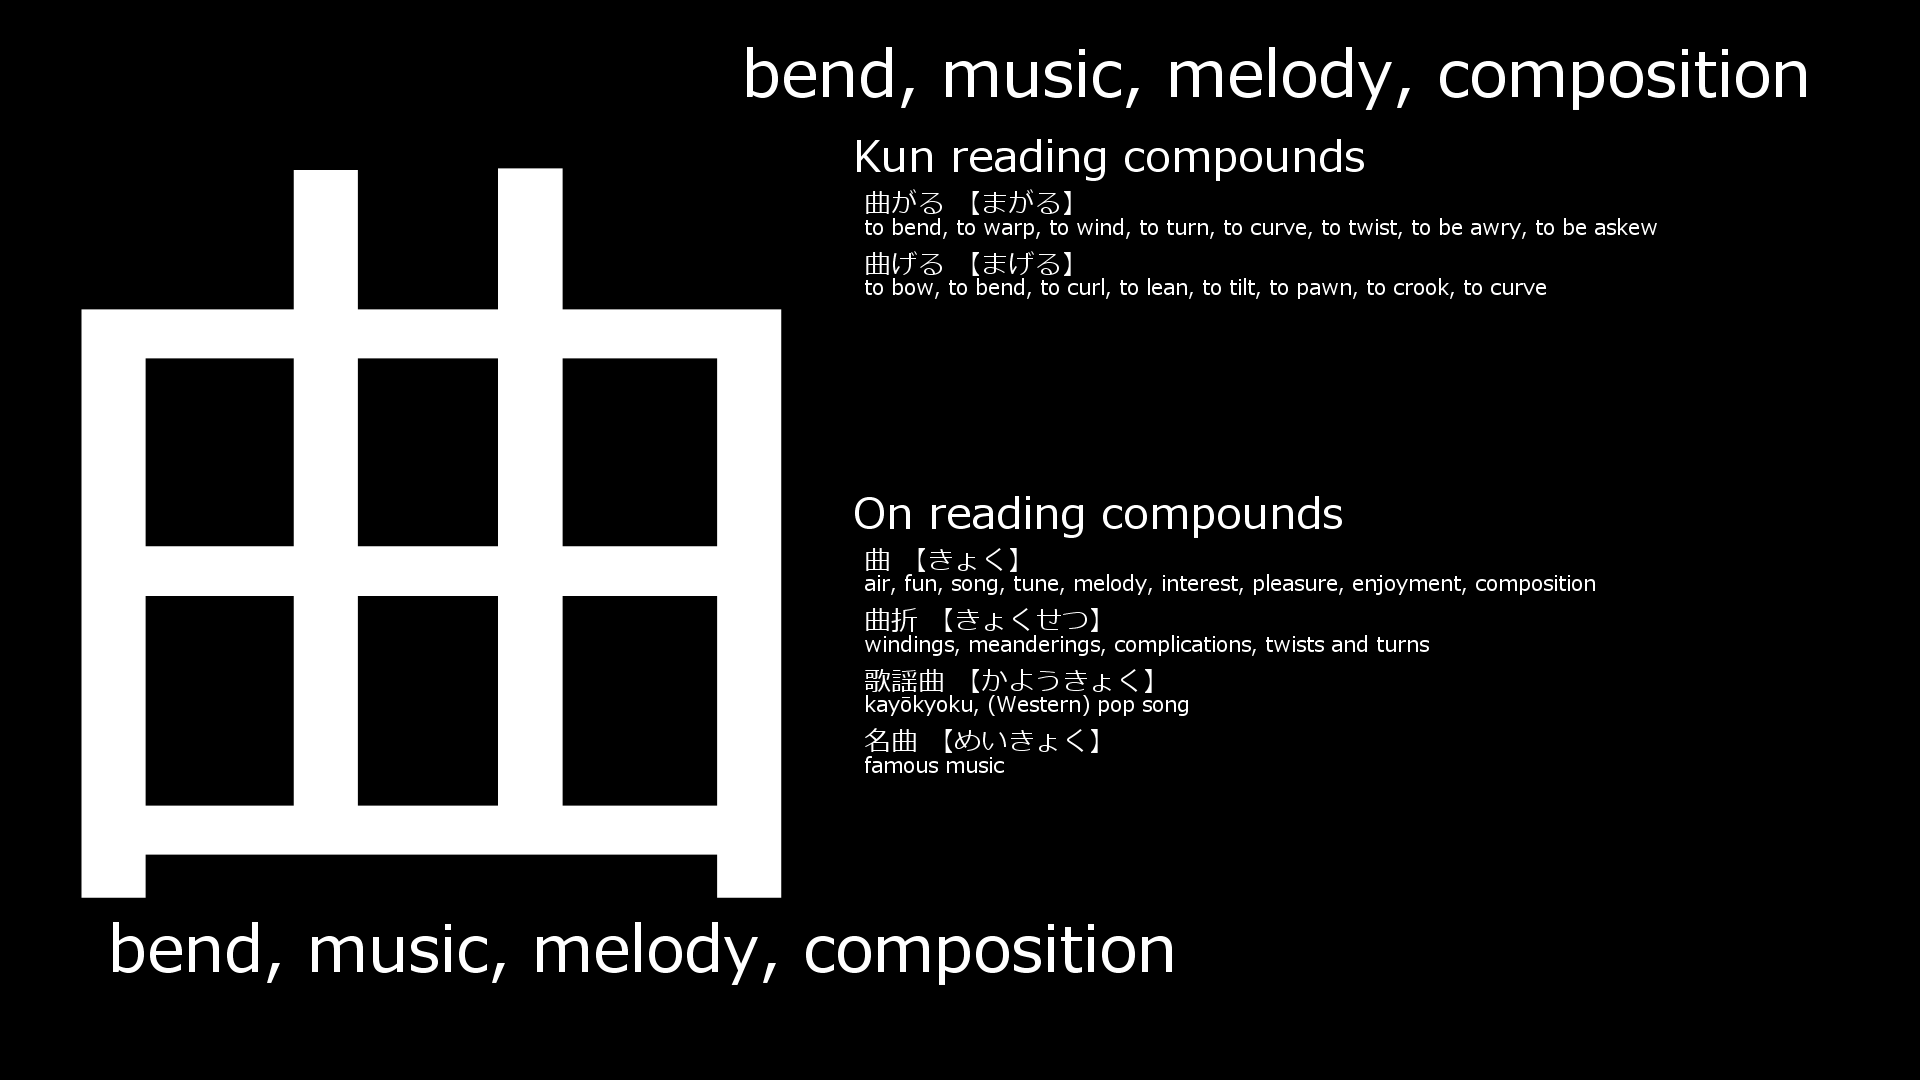 bend, music, melody, composition
曲
Kun reading compounds
曲がる 【まがる】
to bend, to warp, to wind, to turn, to curve, to twist, to be awry, to be askew
曲げる 【まげる】
to bow, to bend, to curl, to lean, to tilt, to pawn, to crook, to curve
On reading compounds
曲 【きょく】
air, fun, song, tune, melody, interest, pleasure, enjoyment, composition
曲折 【きょくせつ】
windings, meanderings, complications, twists and turns
歌謡曲 【かようきょく】
kayōkyoku, (Western) pop song
名曲 【めいきょく】
famous music
bend, music, melody, composition